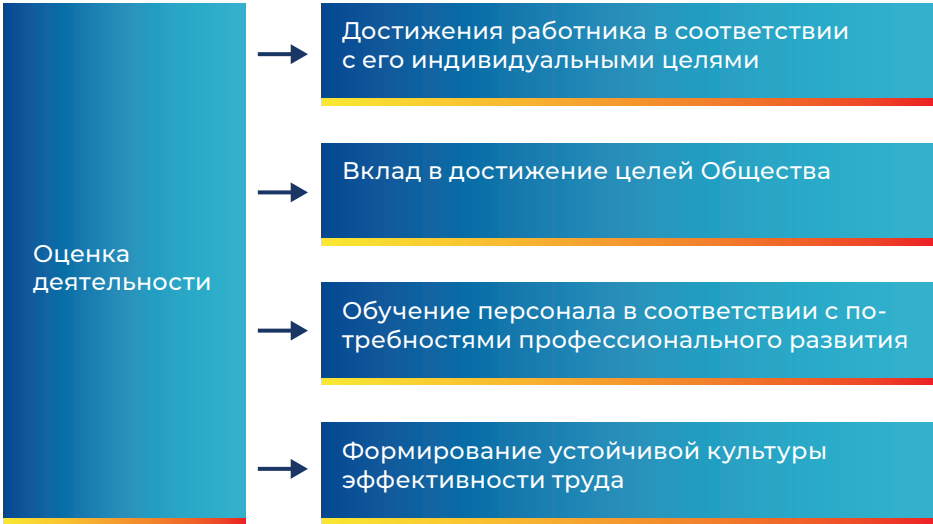 Оценка
деятельности
Достижения работника в соответствии
с его индивидуальными целями
Вклад в достижение целей Общества
Обучение персонала в соответствии с по-
требностями профессионального развития
Формирование устойчивой культуры
эффективности труда